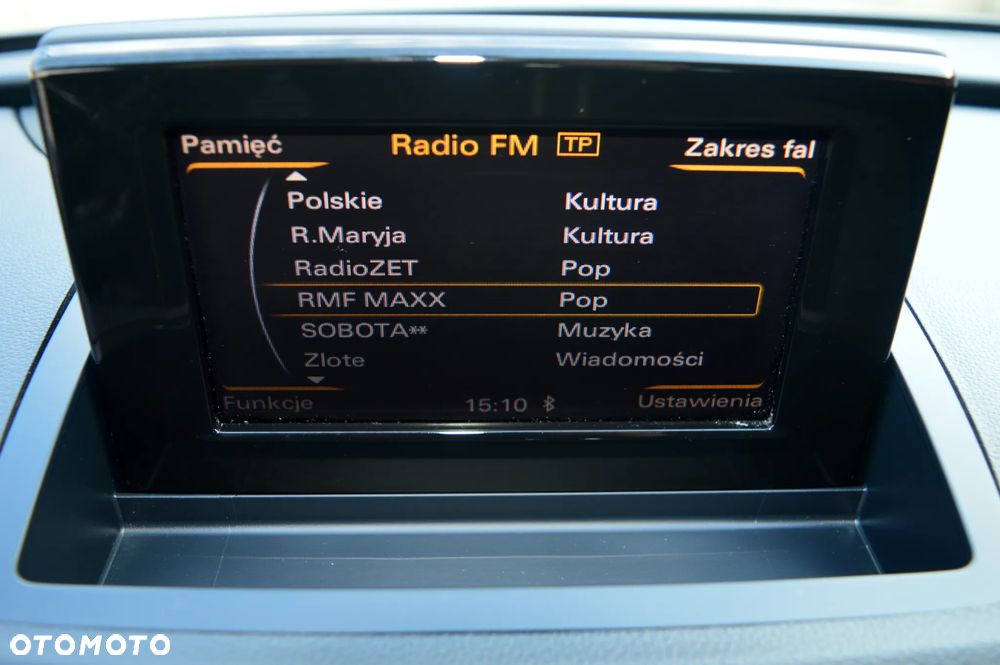 Pamięć Radio FM TP Zakres fal
Polskie Kultura
R.Maryja Kultura
RadioZET Pop
RMF MAXX Pop
SOBOTA** Muzyka
Zlote Wiadomości
Funkcje 15:10 Ustawienia
OTOMOTO